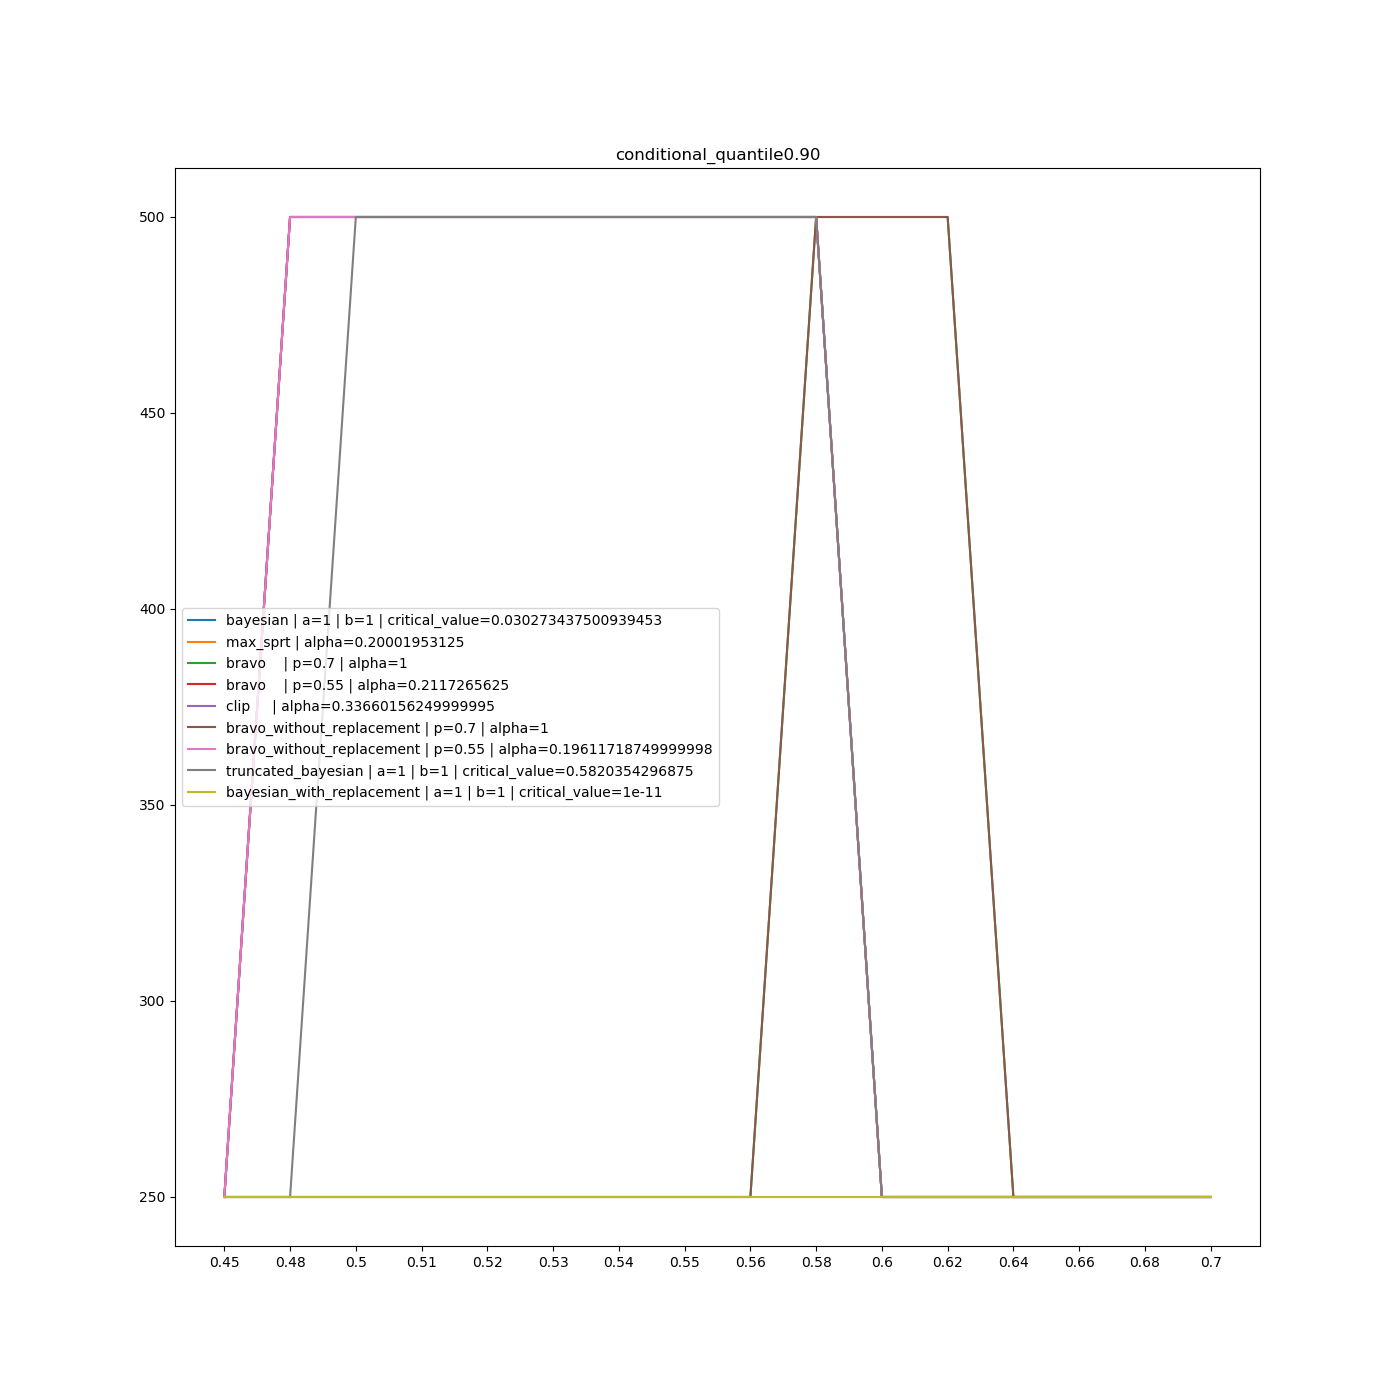 conditional_quantile0.90
500
450
400
350
300
250
bayesian | a=1 | b=1 | critical_value=0.030273437500939453
max_sprt | alpha=0.20001953125
bravo    | p=0.7 | alpha=1
bravo    | p=0.55 | alpha=0.2117265625
clip     | alpha=0.33660156249999995
bravo_without_replacement | p=0.7 | alpha=1
bravo_without_replacement | p=0.55 | alpha=0.19611718749999998
truncated_bayesian | a=1 | b=1 | critical_value=0.5820354296875
bayesian_with_replacement | a=1 | b=1 | critical_value=1e-11
0.45 0.48 0.5 0.51 0.52 0.53 0.54 0.55 0.56 0.58 0.6 0.62 0.64 0.66 0.68 0.7